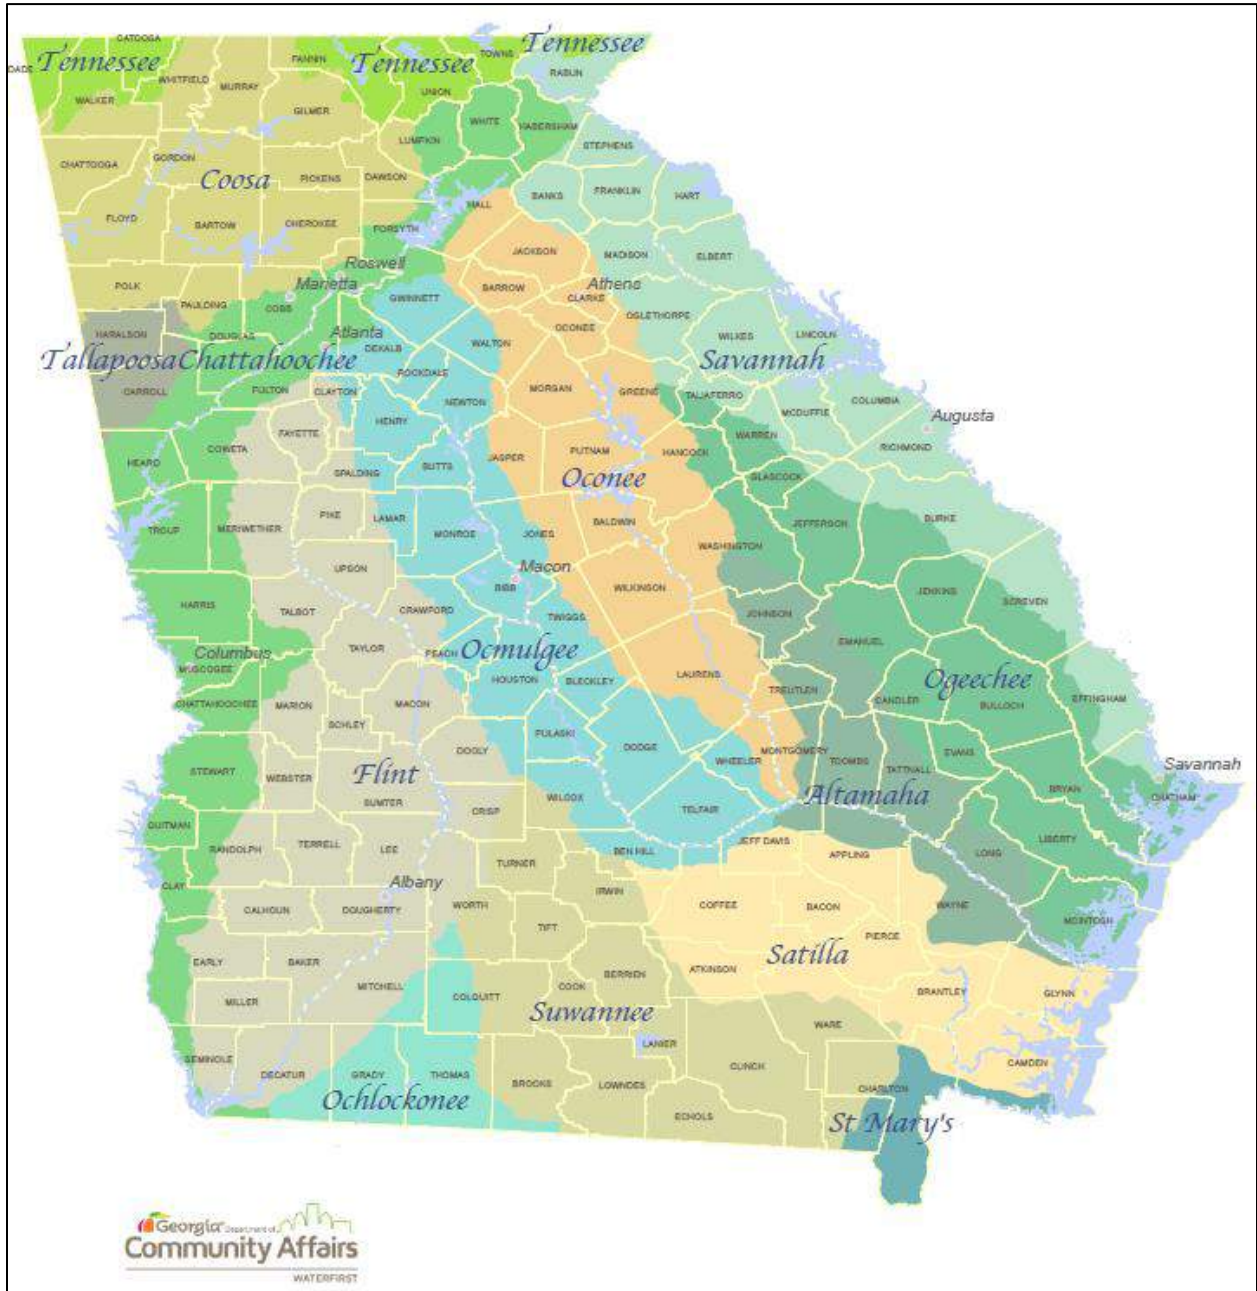 Tennessee
CATOOSA
DADE
Tennessee
FANNIN
Tennessee
TOWNS
RABUN
WHITFIELD
MURRAY
UNION
WALKER
GILMER
WHITE
HABERSHAM
LUMPKIN
STEPHENS
CHATTOOGA
GORDON
Coosa
PICKENS
DAWSON
BANKS
FRANKLIN
HART
HALL
FLOYD
BARTOW
CHEROKEE
FORSYTH
JACKSON
MADISON
ELBERT
Roswell
POLK
Marietta
BARROW
Athens
GWINNETT
CLARKE
PAULDING
COBB
OGLETHORPE
HARALSON
DOUGLAS
Atlanta
OCONEE
WILKES
LINCOLN
DEKALB
WALTON
Tallapoosa
Chattahoochee
Savannah
ROCKDALE
CARROLL
FULTON
CLAYTON
MORGAN
GREENE
TALIAFERRO
NEWTON
COLUMBIA
MCDUFFIE
Augusta
HENRY
FAYETTE
WARREN
RICHMOND
COWETA
HEARD
PUTNAM
HANCOCK
JASPER
BUTTS
SPALDING
Oconee
GLASCOCK
PIKE
LAMAR
BALDWIN
JEFFERSON
BURKE
TROUP
MERIWETHER
MONROE
JONES
WASHINGTON
UPSON
Macon
BIBB
WILKINSON
JENKINS
SCREVEN
HARRIS
TALBOT
CRAWFORD
TWIGGS
JOHNSON
EMANUEL
TAYLOR
PEACH
Ocmulgee
Columbus
MUSCOGEE
HOUSTON
BLECKLEY
LAURENS
TREUTLEN
Ogeechee
CANDLER
BULLOCH
EFFINGHAM
CHATTAHOOCHEE
MARION
MACON
SCHLEY
PULASKI
DODGE
DOOLY
WHEELER
MONTGOMERY
TOOMBS
TATTNALL
EVANS
Savannah
STEWART
WEBSTER
Flint
SUMTER
WILCOX
TELFAIR
Altamaha
BRYAN
CHATHAM
CRISP
QUITMAN
RANDOLPH
TERRELL
LEE
BEN HILL
JEFF DAVIS
APPLING
LONG
LIBERTY
TURNER
CLAY
Albany
IRWIN
CALHOUN
DOUGHERTY
WORTH
COFFEE
BACON
WAYNE
MCINTOSH
TIFT
PIERCE
EARLY
BAKER
Satilla
ATKINSON
BERRIEN
MITCHELL
COLQUITT
COOK
BRANTLEY
GLYNN
MILLER
Suwannee
WARE
LANIER
SEMINOLE
CLINCH
CAMDEN
DECATUR
GRADY
THOMAS
BROOKS
LOWNDES
CHARLTON
Ochlockonee
ECHOLS
St Mary's
Georgia Department of
Community Affairs
WATERFIRST